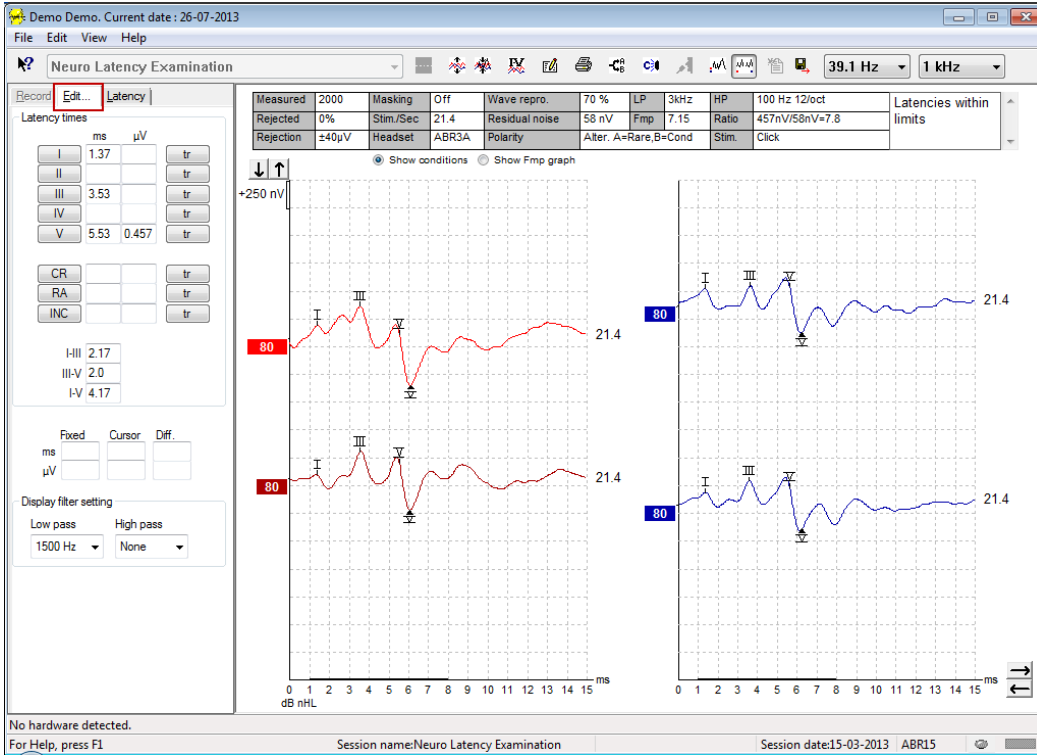 Demo Demo. Current date : 26-07-2013
File Edit View Help
Neuro Latency Examination 39.1 Hz 1 kHz
Record Edit... Latency
Measured 2000 Masking Off Wave repro. 70 % LP 3kHz HP 100 Hz 12/oct Latencies within limits
Rejected 0% Stim./Sec 21.4 Residual noise 58 nV Fmp 7.15 Ratio 457nV/58nV=7.8
Rejection ±40µV Headset ABR3A Polarity Alter. A=Rare,B=Cond Stim. Click
Show conditions Show Fmp graph
Latency times
ms µV
I 1.37 tr
II tr
III 3.53 tr
IV tr
V 5.53 0.457 tr
CR tr
RA tr
INC tr
I-III 2.17
III-V 2.0
I-V 4.17
Fixed Cursor Diff.
ms
µV
Display filter setting
Low pass High pass
1500 Hz None
+250 nV
I III V
80 21.4
V
I III V
80 21.4
V
0 1 2 3 4 5 6 7 8 9 10 11 12 13 14 15 ms
dB nHL
I III V
80 21.4
V
I III V
80 21.4
V
0 1 2 3 4 5 6 7 8 9 10 11 12 13 14 15 ms
No hardware detected.
For Help, press F1 Session name:Neuro Latency Examination Session date:15-03-2013 ABR15